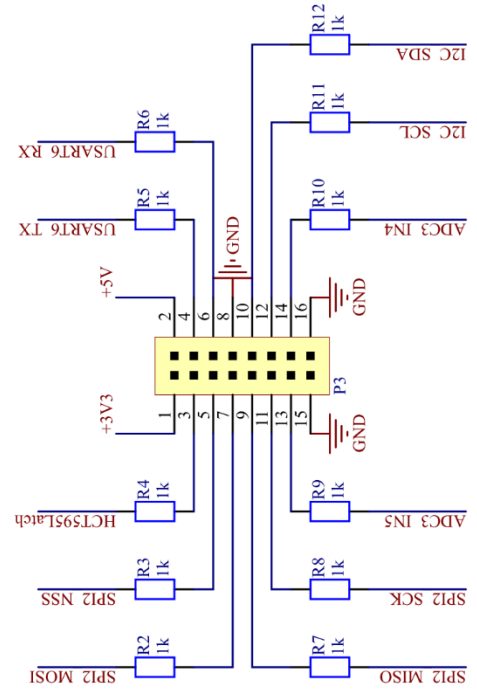 R12
1k
I2C SDA
R11
1k
I2C SCL
R6
1k
USART6 RX
R5
1k
USART6 TX
R10
1k
ADC3 IN4
GND
+5V
2
4
6
8
10
12
14
16
GND
P3
+3V3
1
3
5
7
9
11
13
15
GND
R4
1k
HCT595Latch
R9
1k
ADC3 IN5
R3
1k
SPI2 NSS
R8
1k
SPI2 SCK
R2
1k
SPI2 MOSI
R7
1k
SPI2 MISO